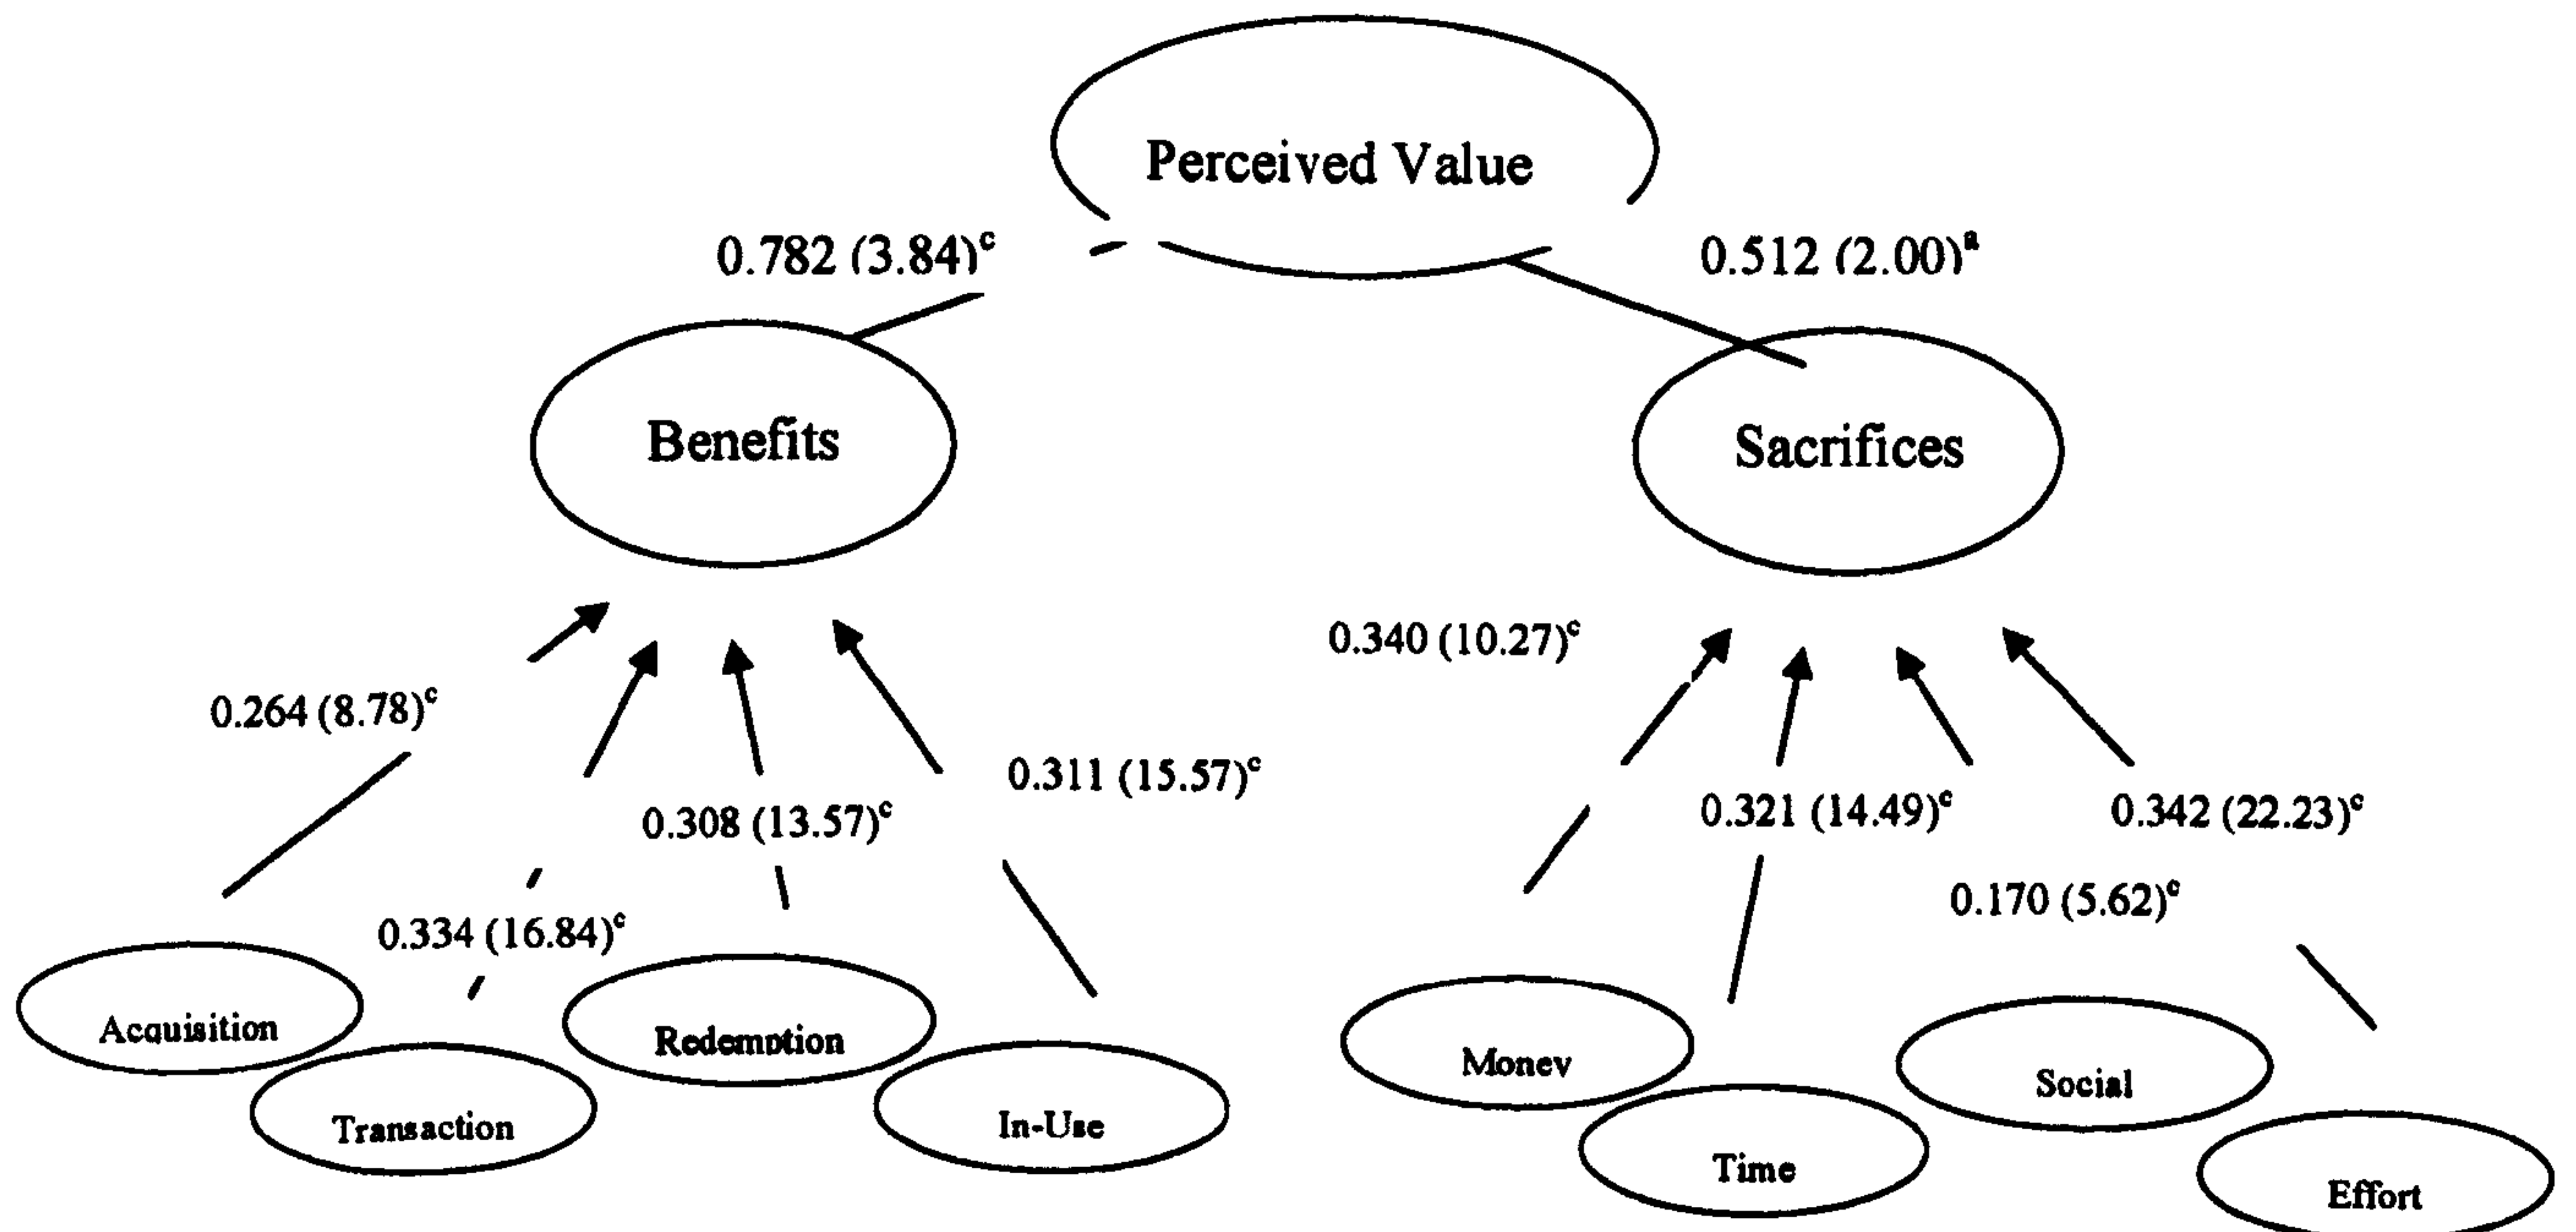 Perceived Value
0.782 (3.84)ᶜ
0.512 (2.00)ᵃ
Benefits
Sacrifices
0.340 (10.27)ᶜ
0.264 (8.78)ᶜ
0.311 (15.57)ᶜ
0.308 (13.57)ᶜ
0.321 (14.49)ᶜ
0.342 (22.23)ᶜ
0.170 (5.62)ᶜ
0.334 (16.84)ᶜ
Acquisition
Redemption
Money
Social
Transaction
In-Use
Time
Effort